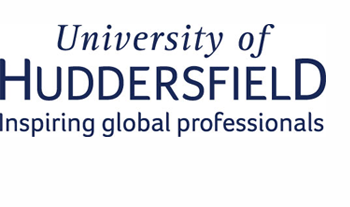 University of
HUDDERSFIELD
Inspiring global professionals